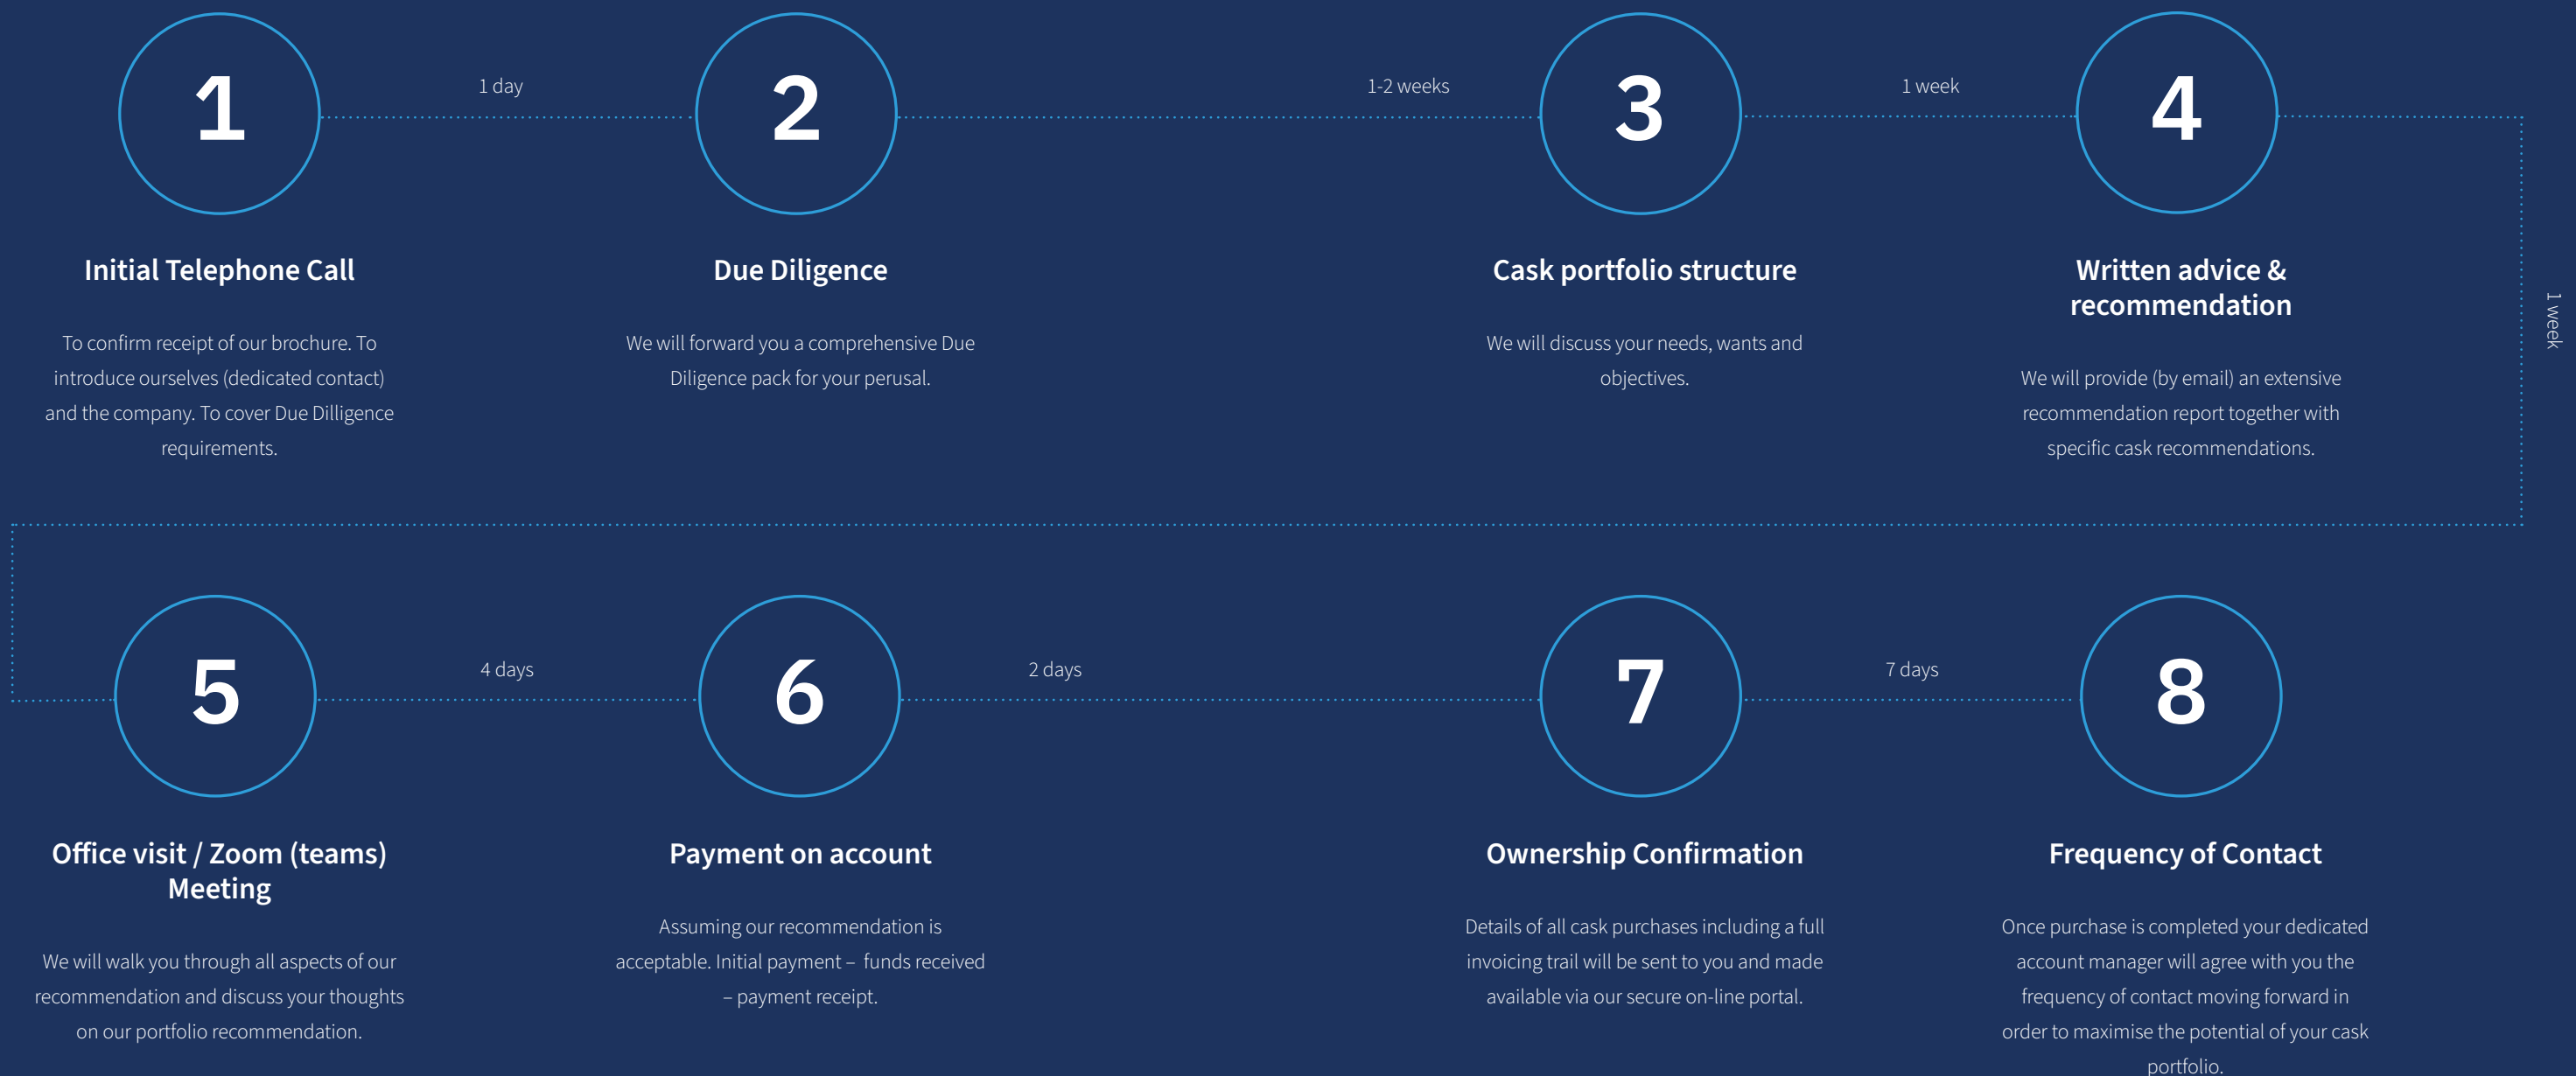 1
1 day
2
1-2 weeks
3
1 week
4
Initial Telephone Call
To confirm receipt of our brochure. To
introduce ourselves (dedicated contact)
and the company. To cover Due Dilligence
requirements.
Due Diligence
We will forward you a comprehensive Due
Diligence pack for your perusal.
Cask portfolio structure
We will discuss your needs, wants and
objectives.
Written advice &
recommendation
We will provide (by email) an extensive
recommendation report together with
specific cask recommendations.
1 week
5
4 days
6
2 days
7
7 days
8
Office visit / Zoom (teams)
Meeting
We will walk you through all aspects of our
recommendation and discuss your thoughts
on our portfolio recommendation.
Payment on account
Assuming our recommendation is
acceptable. Initial payment – funds received
– payment receipt.
Ownership Confirmation
Details of all cask purchases including a full
invoicing trail will be sent to you and made
available via our secure on-line portal.
Frequency of Contact
Once purchase is completed your dedicated
account manager will agree with you the
frequency of contact moving forward in
order to maximise the potential of your cask
portfolio.